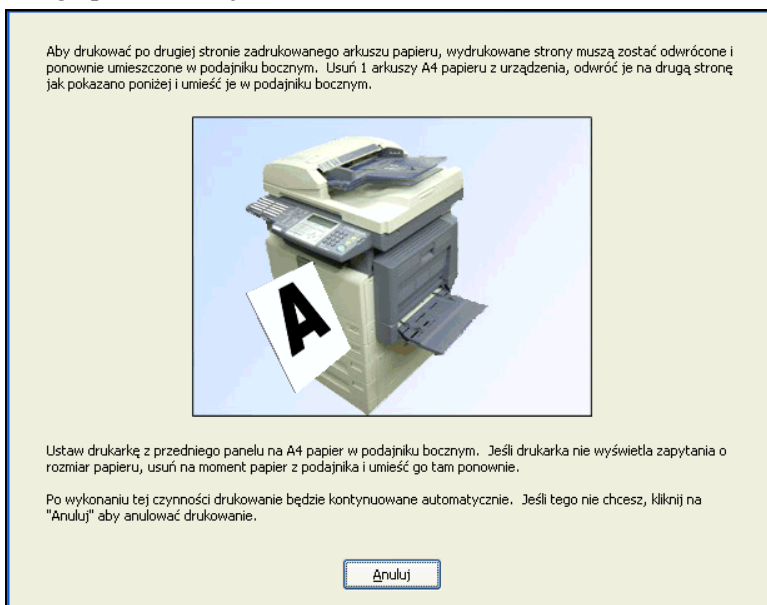 Aby drukować po drugiej stronie zadrukowanego arkuszu papieru, wydrukowane strony muszą zostać odwrócone i
ponownie umieszczone w podajniku bocznym.  Usuń 1 arkuszy A4 papieru z urządzenia, odwróć je na drugą stronę
jak pokazano poniżej i umieść je w podajniku bocznym.
A
Ustaw drukarkę z przedniego panelu na A4 papier w podajniku bocznym.  Jeśli drukarka nie wyświetla zapytania o
rozmiar papieru, usuń na moment papier z podajnika i umieść go tam ponownie.
Po wykonaniu tej czynności drukowanie będzie kontynuowane automatycznie.  Jeśli tego nie chcesz, kliknij na
"Anuluj" aby anulować drukowanie.
Anuluj